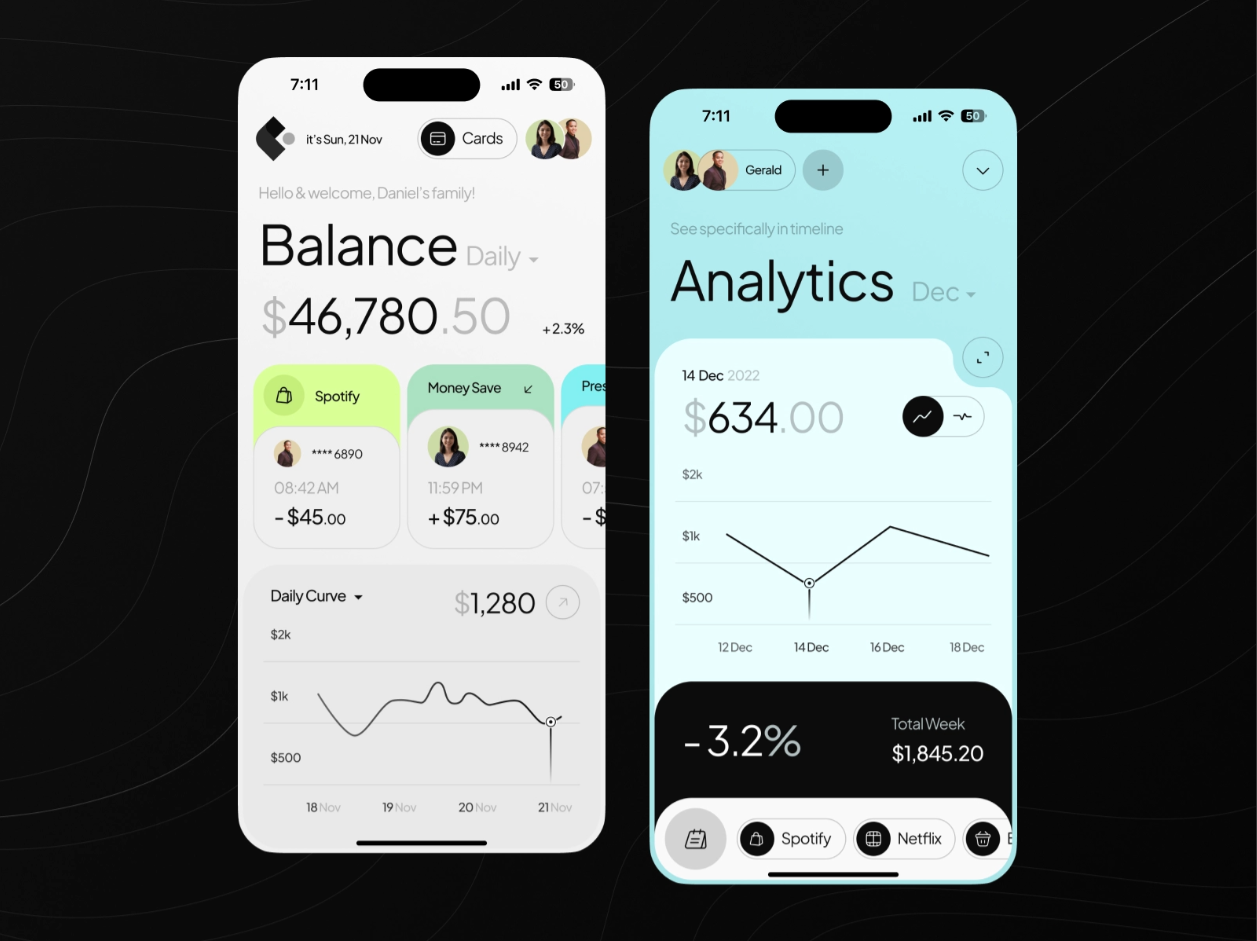 7:11
50
it's Sun, 21 Nov
Cards
Hello & welcome, Daniel's family!
Balance Daily
$46,780.50
+2.3%
Spotify
****6890
08:42 AM
-$45.00
Money Save
****8942
11:59 PM
+$75.00
Pres
07:
-$
Daily Curve
$1,280
$2k
$1k
$500
18 Nov
19 Nov
20 Nov
21 Nov
7:11
50
Gerald
+
See specifically in timeline
Analytics Dec
14 Dec 2022
$634.00
$2k
$1k
$500
12 Dec
14 Dec
16 Dec
18 Dec
-3.2%
Total Week
$1,845.20
Spotify
Netflix